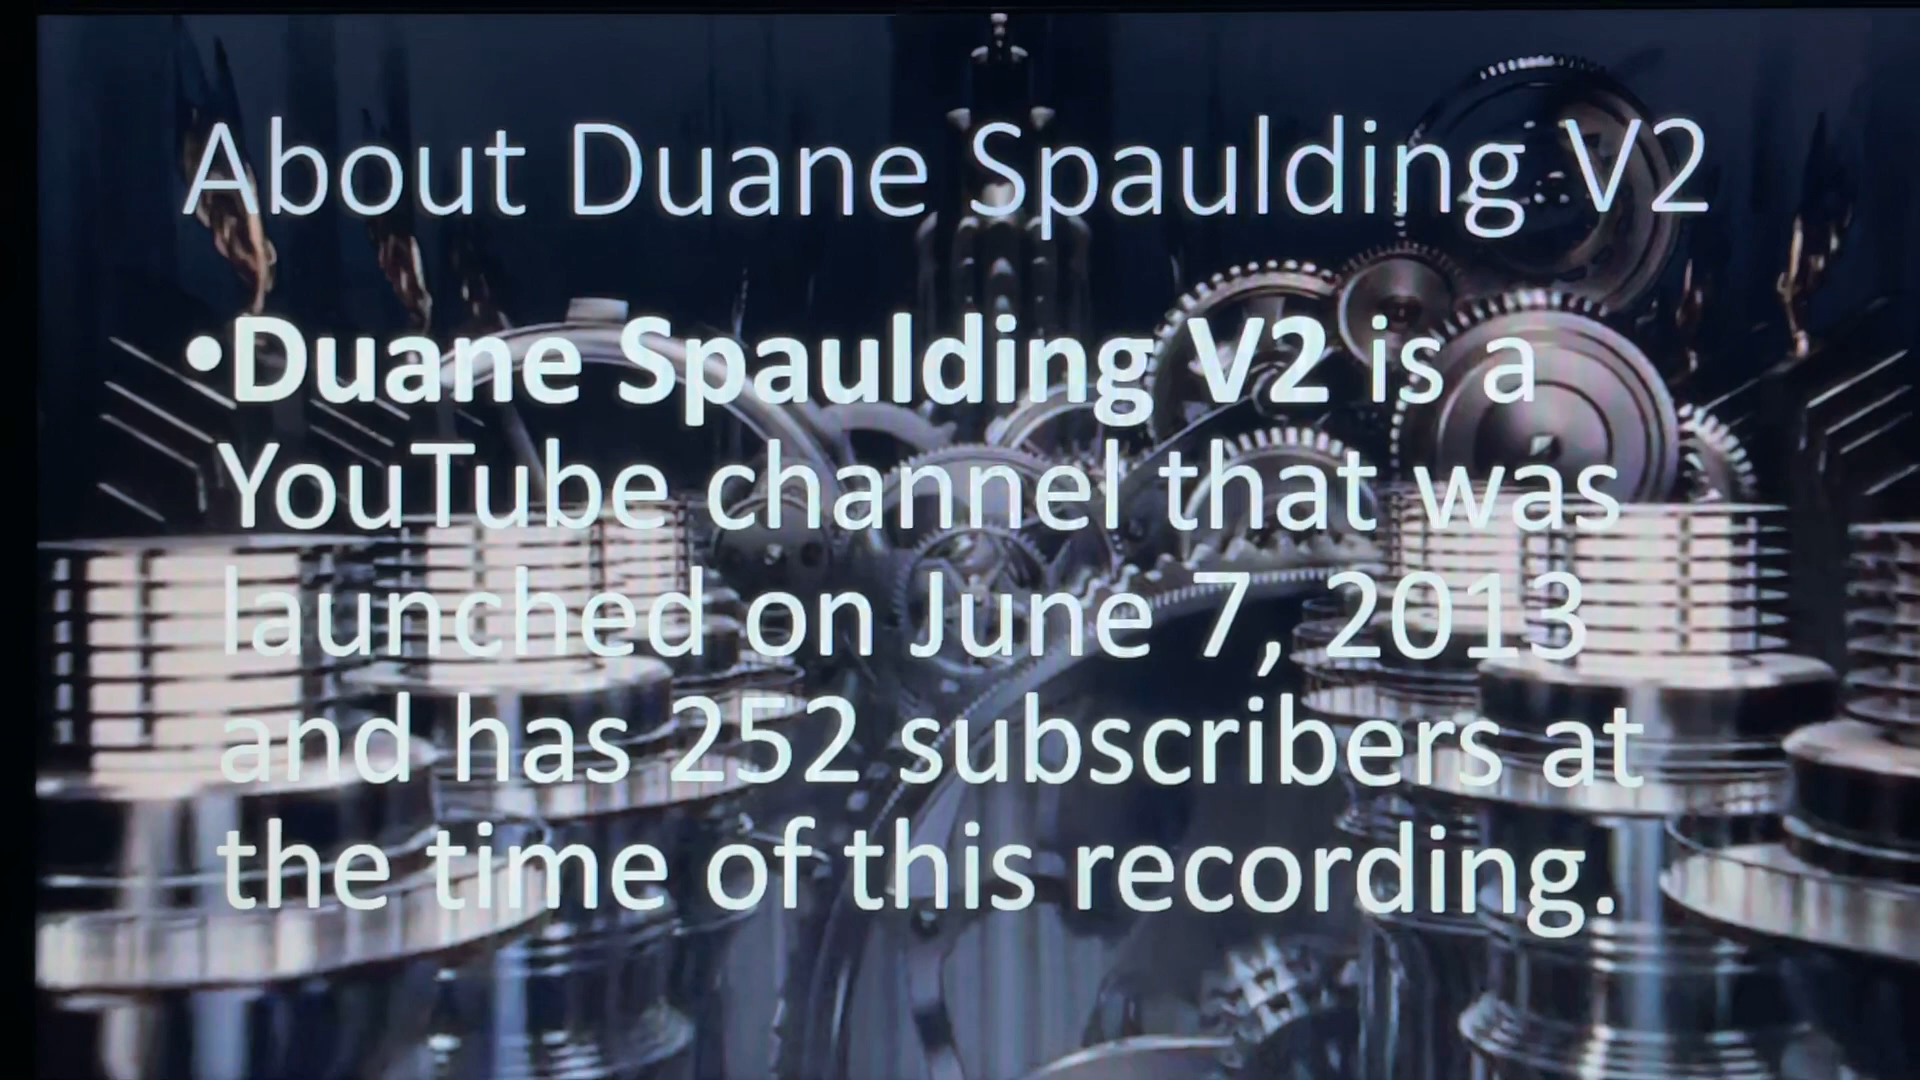 About Duane Spaulding V2
•Duane Spaulding V2 is a
YouTube channel that was
launched on June 7, 2013
and has 252 subscribers at
the time of this recording.